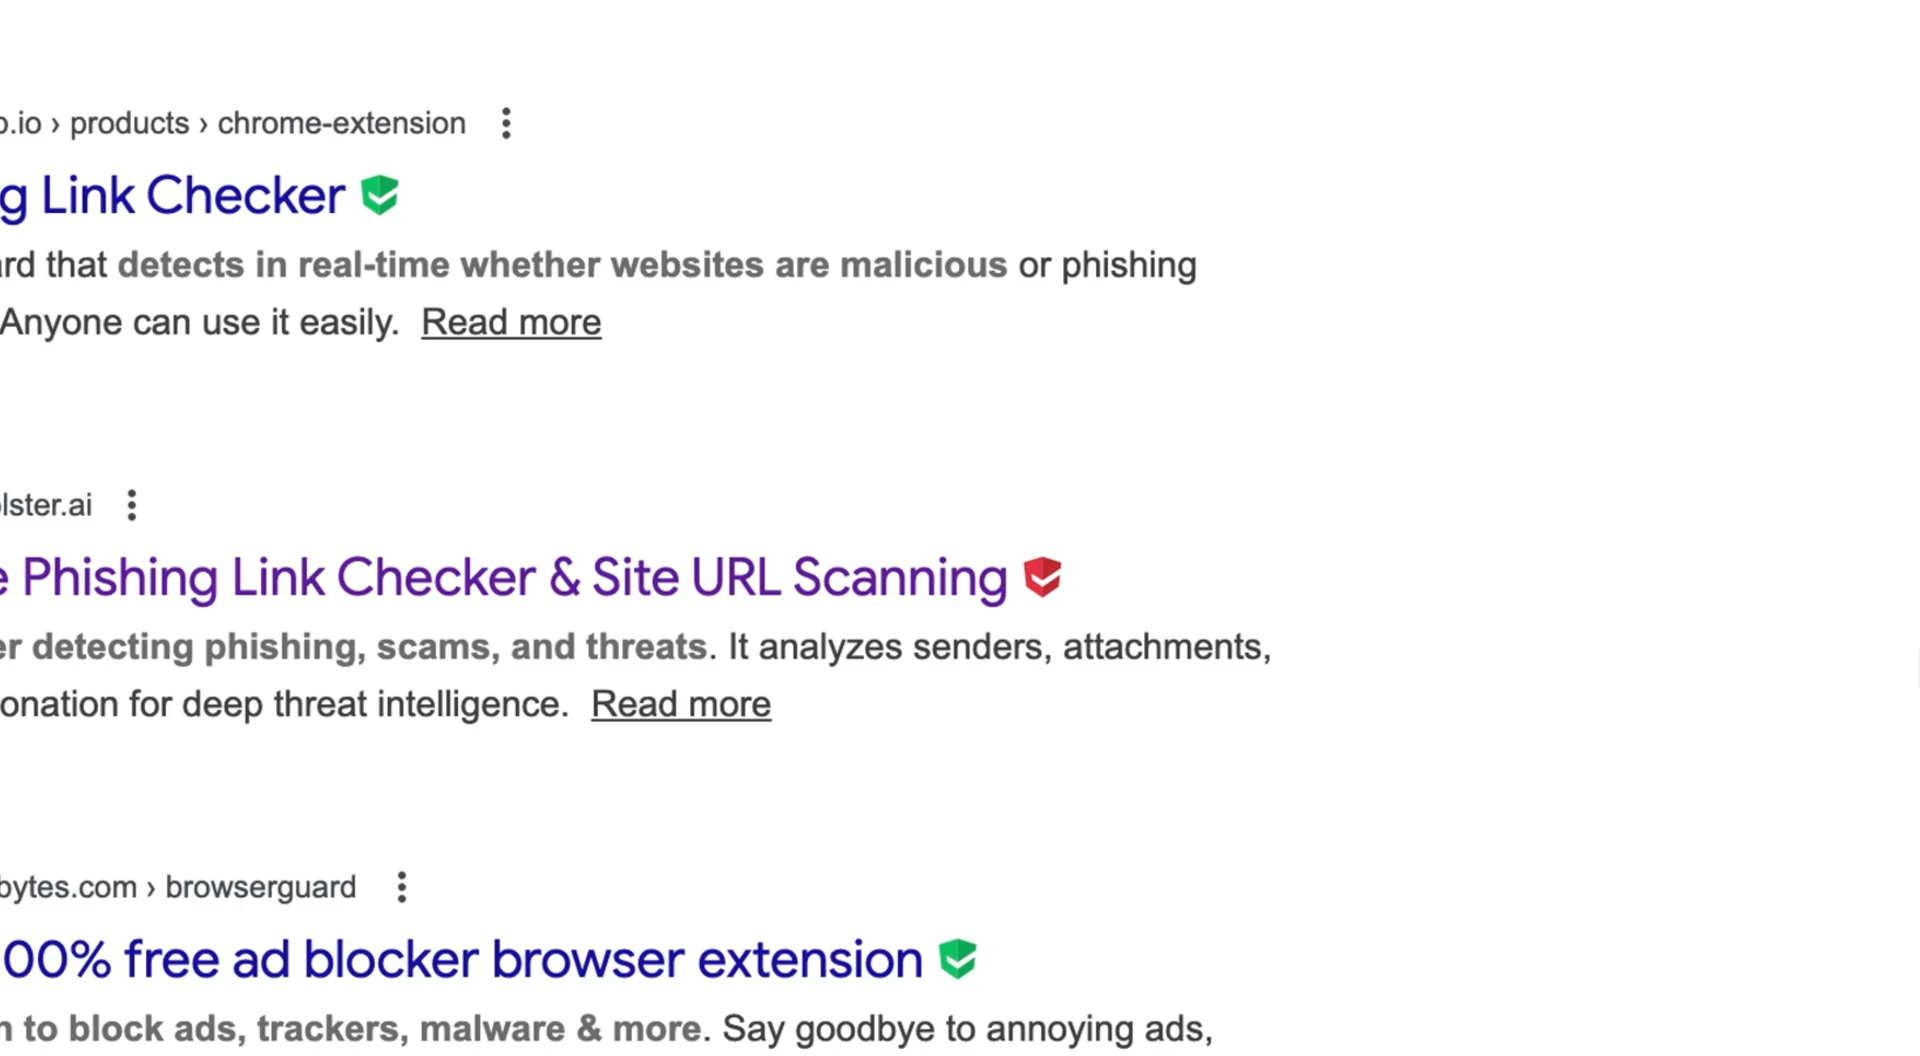 o.io › products › chrome-extension
g Link Checker
ard that detects in real-time whether websites are malicious or phishing
Anyone can use it easily. Read more
olster.ai
e Phishing Link Checker & Site URL Scanning
er detecting phishing, scams, and threats. It analyzes senders, attachments,
onation for deep threat intelligence. Read more
bytes.com › browserguard
00% free ad blocker browser extension
n to block ads, trackers, malware & more. Say goodbye to annoying ads,